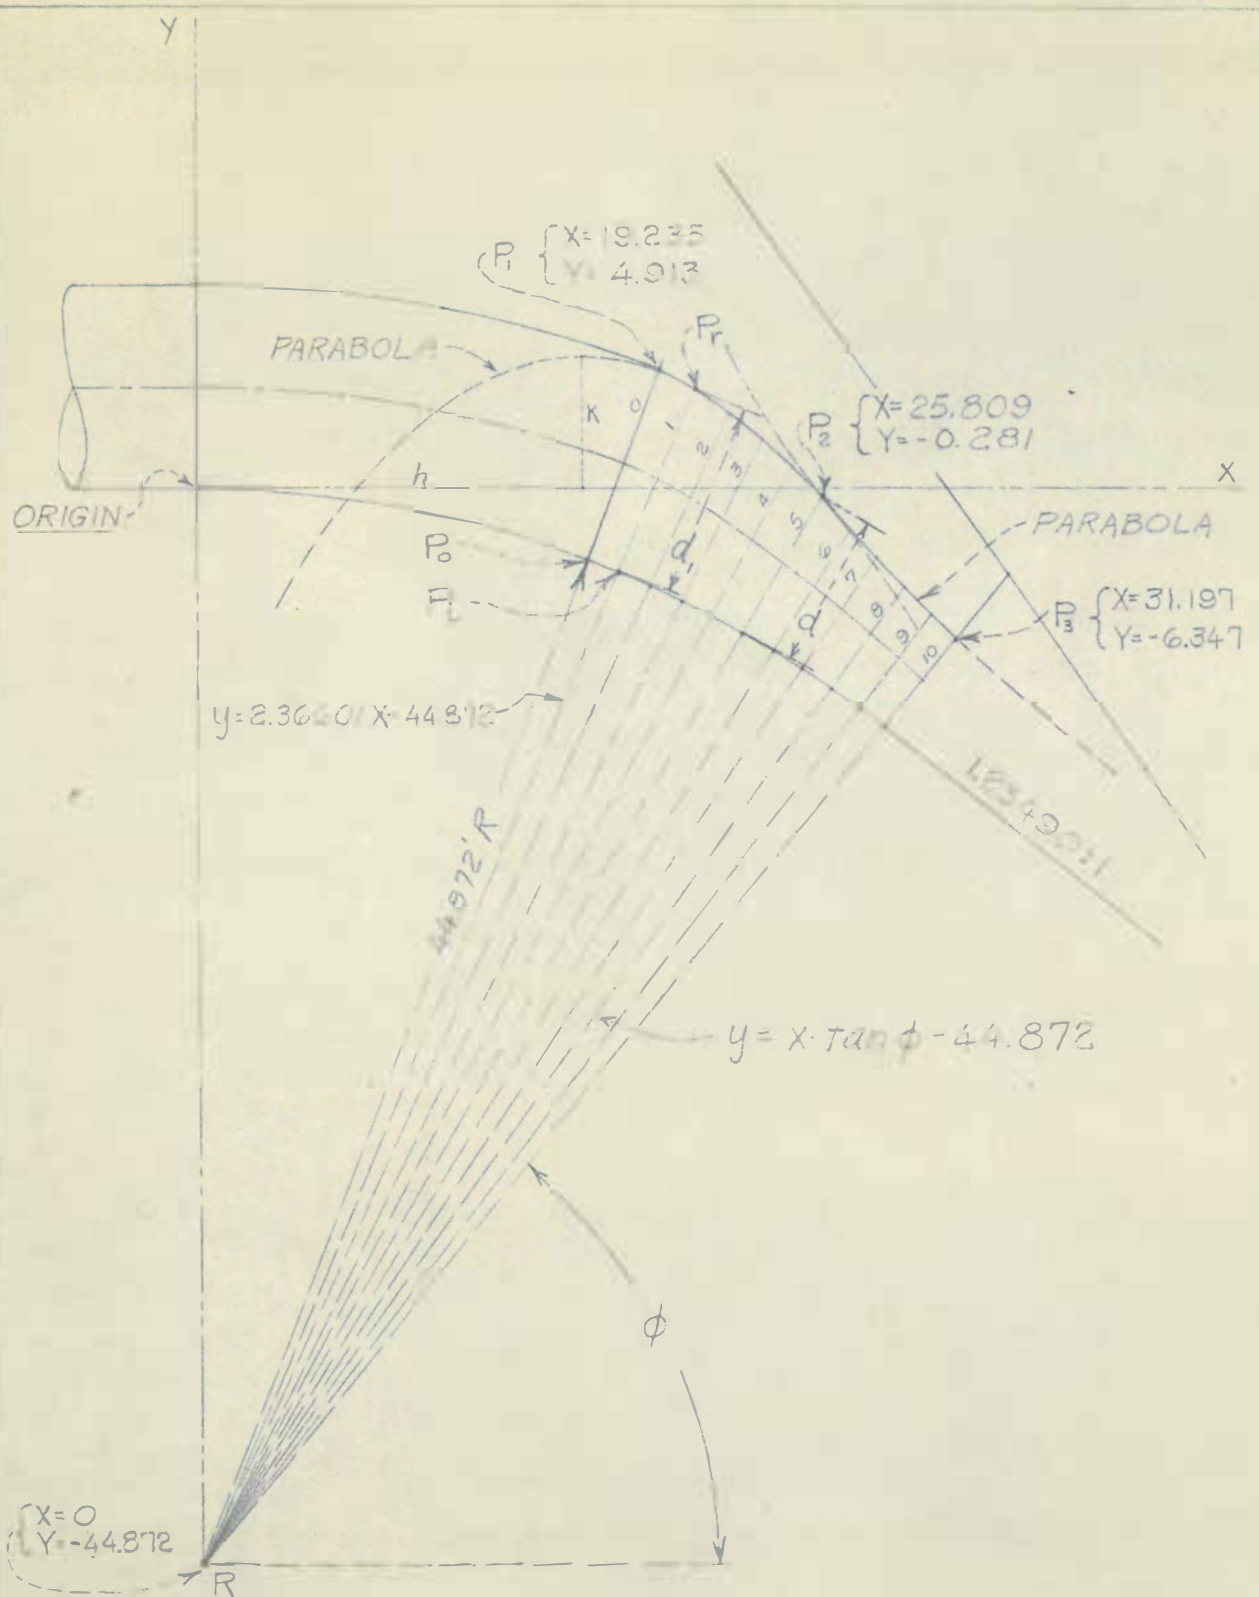 Y
P₁ { X=19.235
Y= 4.913
PARABOLA
Pr
K
0
1
2
3
4
5
6
7
8
9
10
P₂ { X=25.809
Y=-0.281
h
X
ORIGIN
PARABOLA
P₀
d₁
d
P₃ { X=31.197
Y=-6.347
44.872' R
y = x · tan φ - 44.872
φ
{ X=0
Y=-44.872
R